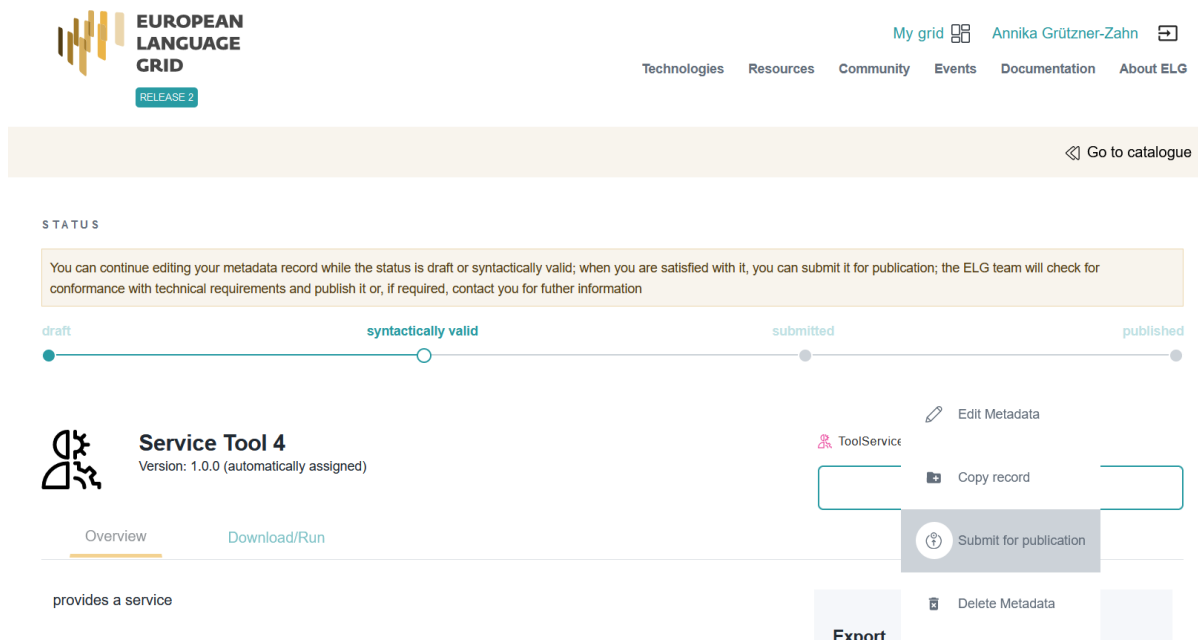 EUROPEAN
LANGUAGE
GRID
RELEASE 2
My grid
Annika Grützner-Zahn
Technologies Resources Community Events Documentation About ELG
Go to catalogue
STATUS
You can continue editing your metadata record while the status is draft or syntactically valid; when you are satisfied with it, you can submit it for publication; the ELG team will check for
conformance with technical requirements and publish it or, if required, contact you for futher information
draft syntactically valid submitted published
Service Tool 4
Version: 1.0.0 (automatically assigned)
ToolService
Edit Metadata
Copy record
Submit for publication
Delete Metadata
Overview Download/Run
provides a service
Export